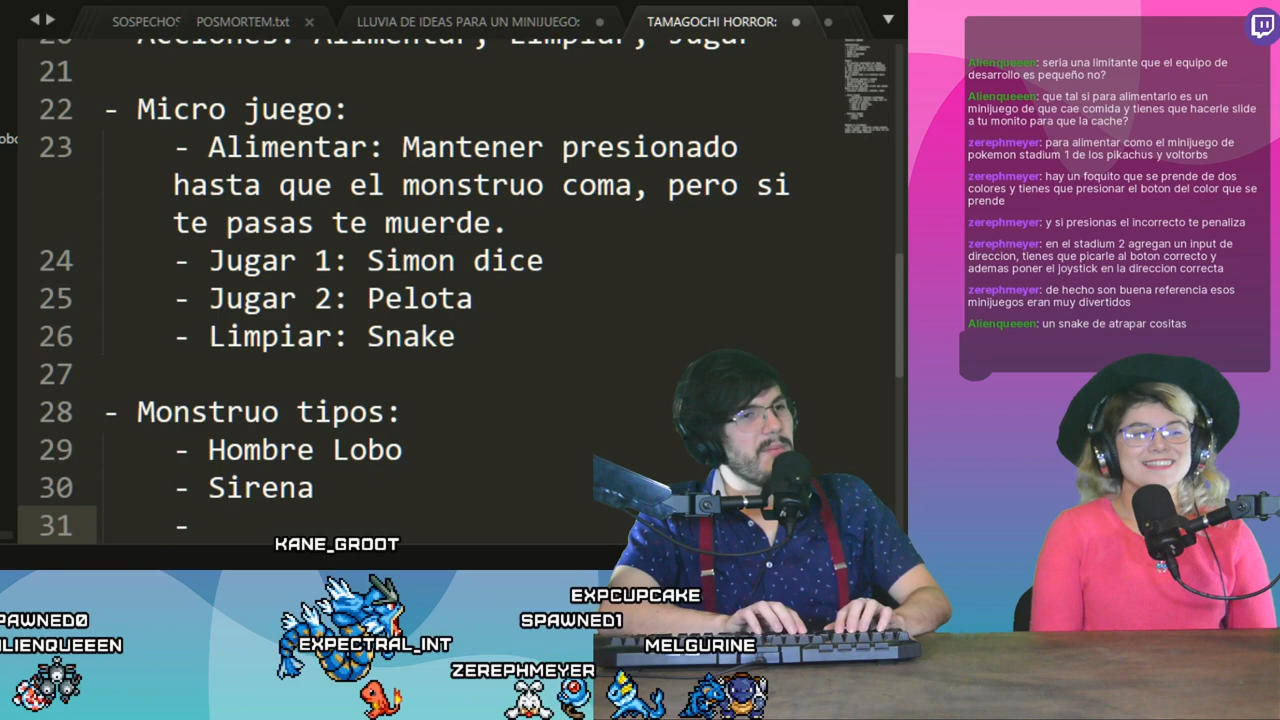 SOSPECHOS
POSMORTEM.txt
LLUVIA DE IDEAS PARA UN MINIJUEGO:
TAMAGOCHI HORROR:
Acciones: Alimentar, Limpiar, Jugar
21
22 - Micro juego:
23 - Alimentar: Mantener presionado
hasta que el monstruo coma, pero si
te pasas te muerde.
24 - Jugar 1: Simon dice
25 - Jugar 2: Pelota
26 - Limpiar: Snake
27
28 - Monstruo tipos:
29 - Hombre Lobo
30 - Sirena
31 -
Alienqueeen: seria una limitante que el equipo de
desarrollo es pequeño no?
Alienqueeen: que tal si para alimentarlo es un
minijuego de que cae comida y tienes que hacerle slide
a tu monito para que la cache?
zerephmeyer: para alimentar como el minijuego de
pokemon stadium 1 de los pikachus y voltorbs
zerephmeyer: hay un foquito que se prende de dos
colores y tienes que presionar el boton del color que se
prende
zerephmeyer: y si presionas el incorrecto te penaliza
zerephmeyer: en el stadium 2 agregan un input de
direccion, tienes que picarle al boton correcto y
ademas poner el joystick en la direccion correcta
zerephmeyer: de hecho son buena referencia esos
minijuegos eran muy divertidos
Alienqueeen: un snake de atrapar cositas
KANE_GROOT
EXPCUPCAKE
PAWNED0
SPAWNED1
LIENQUEEEN
EXPECTRAL_INT
MELGURINE
ZEREPHMEYER